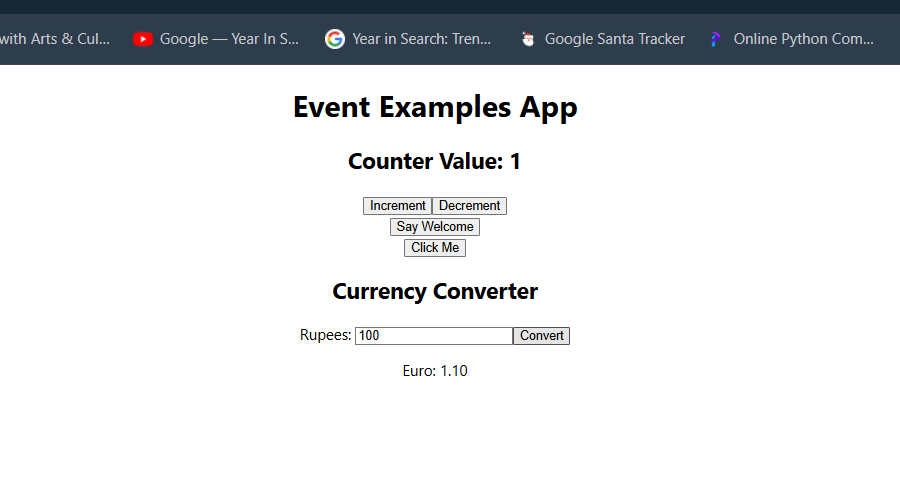 with Arts & Cul... Google — Year In S... Year in Search: Tren... Google Santa Tracker Online Python Com...
Event Examples App
Counter Value: 1
Increment Decrement
Say Welcome
Click Me
Currency Converter
Rupees: 100 Convert
Euro: 1.10